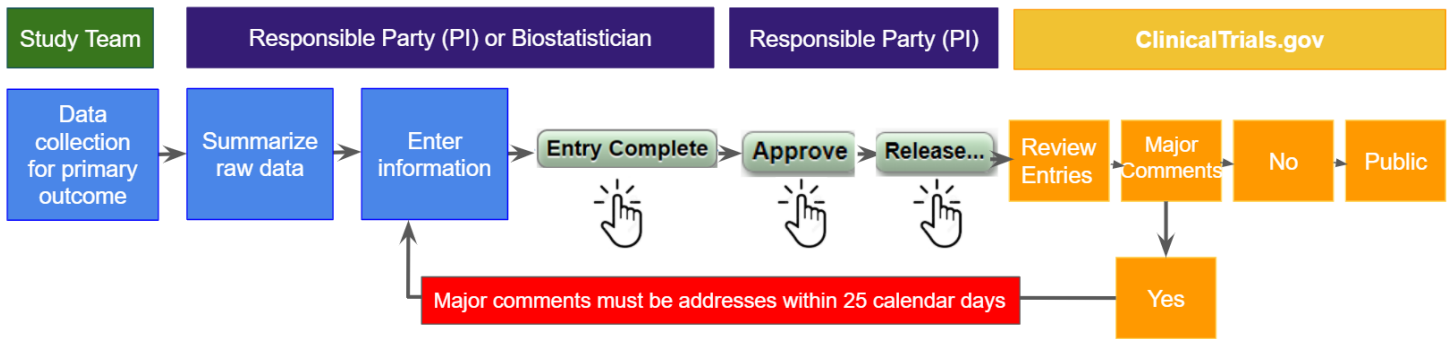 Study Team
Responsible Party (PI) or Biostatistician
Responsible Party (PI)
ClinicalTrials.gov
Data
collection
for primary
outcome
Summarize
raw data
Enter
information
Entry Complete
Approve
Release...
Review
Entries
Major
Comments
No
Public
Yes
Major comments must be addresses within 25 calendar days